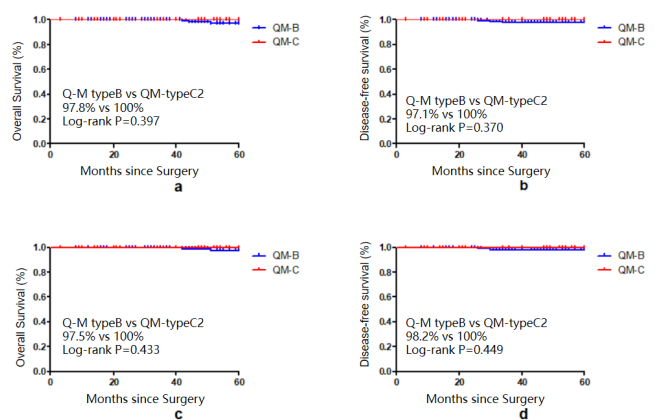 Overall Survival (%)
1.0
0.8
0.6
0.4
0.2
0.0
0
20
40
60
QM-B
QM-C
Q-M typeB vs QM-typeC2
97.8% vs 100%
Log-rank P=0.397
Months since Surgery
a
Disease-free survival (%)
1.0
0.8
0.6
0.4
0.2
0.0
0
20
40
60
QM-B
QM-C
Q-M typeB vs QM-typeC2
97.1% vs 100%
Log-rank P=0.370
Months since Surgery
b
Overall Survival (%)
1.0
0.8
0.6
0.4
0.2
0.0
0
20
40
60
QM-B
QM-C
Q-M typeB vs QM-typeC2
97.5% vs 100%
Log-rank P=0.433
Months since Surgery
c
Disease-free survival (%)
1.0
0.8
0.6
0.4
0.2
0.0
0
20
40
60
QM-B
QM-C
Q-M typeB vs QM-typeC2
98.2% vs 100%
Log-rank P=0.449
Months since Surgery
d